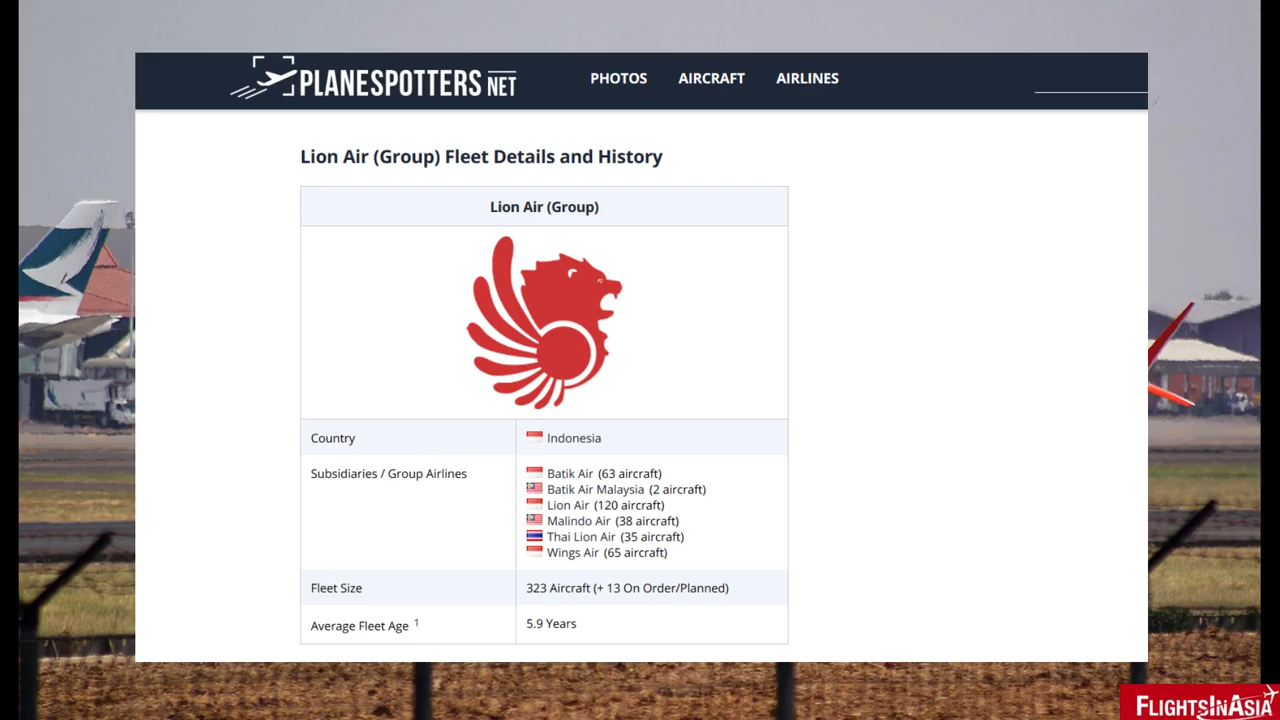 PLANESPOTTERS NET
PHOTOS AIRCRAFT AIRLINES
Lion Air (Group) Fleet Details and History
Lion Air (Group)
Country Indonesia
Subsidiaries / Group Airlines Batik Air (63 aircraft)
Batik Air Malaysia (2 aircraft)
Lion Air (120 aircraft)
Malindo Air (38 aircraft)
Thai Lion Air (35 aircraft)
Wings Air (65 aircraft)
Fleet Size 323 Aircraft (+ 13 On Order/Planned)
Average Fleet Age 1 5.9 Years
FLIGHTSINASIA